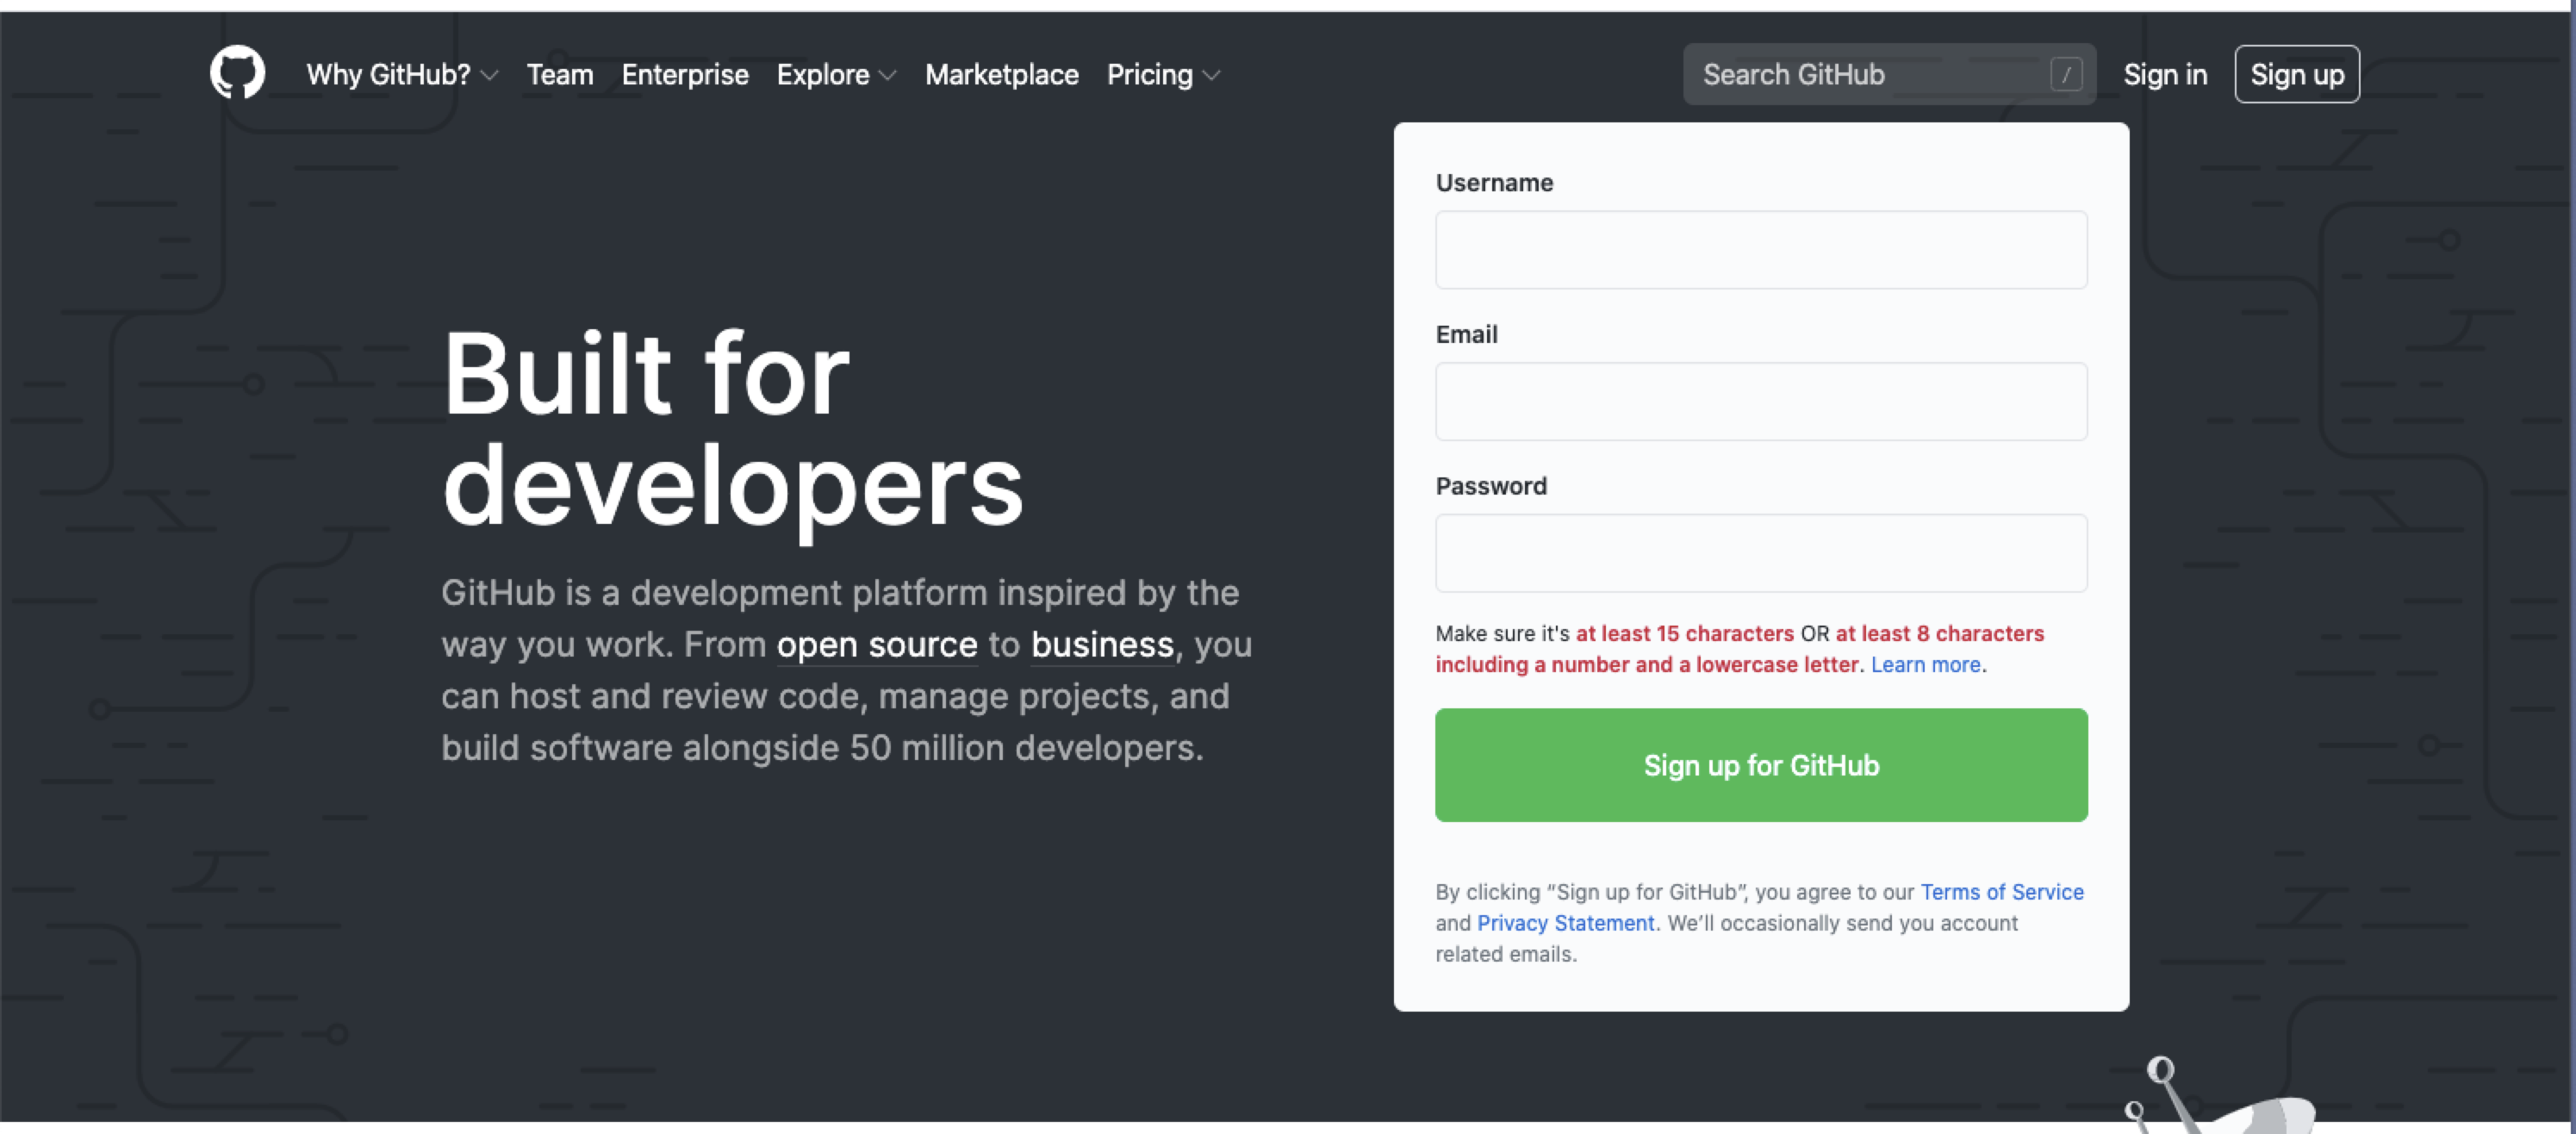 Why GitHub? Team Enterprise Explore Marketplace Pricing Search GitHub / Sign in Sign up
Built for
developers
GitHub is a development platform inspired by the
way you work. From open source to business, you
can host and review code, manage projects, and
build software alongside 50 million developers.
Username
Email
Password
Make sure it's at least 15 characters OR at least 8 characters
including a number and a lowercase letter. Learn more.
Sign up for GitHub
By clicking “Sign up for GitHub”, you agree to our Terms of Service
and Privacy Statement. We’ll occasionally send you account
related emails.